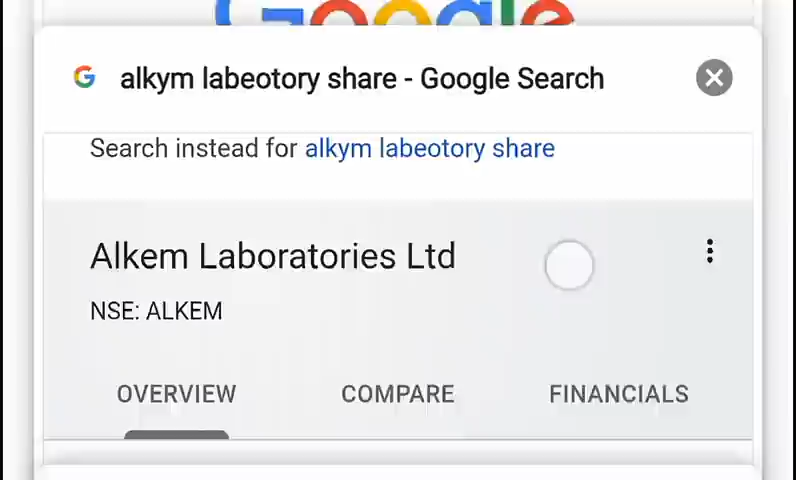 Google
alkym labeotory share - Google Search
Search instead for alkym labeotory share
Alkem Laboratories Ltd
NSE: ALKEM
OVERVIEW COMPARE FINANCIALS